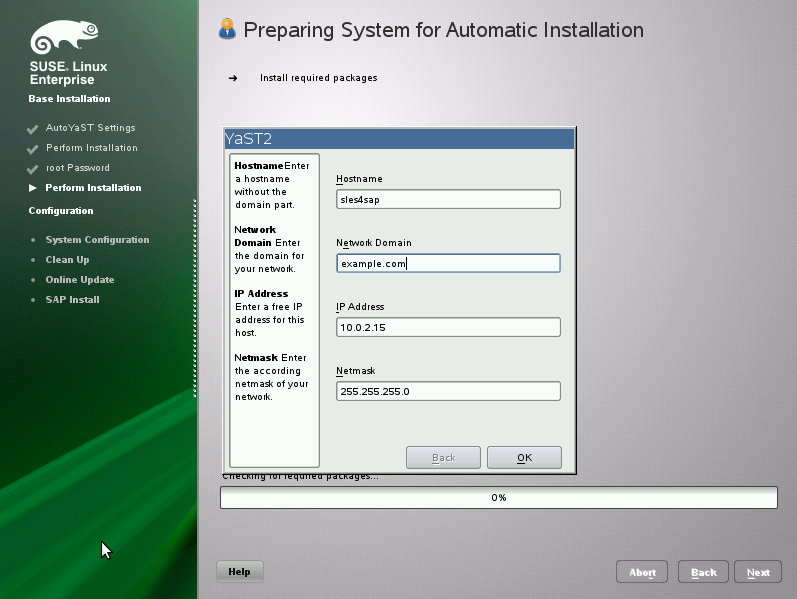 SUSE. Linux
Enterprise
Base Installation
AutoYaST Settings
Perform Installation
root Password
Perform Installation
Configuration
System Configuration
Clean Up
Online Update
SAP Install
Preparing System for Automatic Installation
Install required packages
YaST2
HostnameEnter
a hostname
without the
domain part.
Network
Domain Enter
the domain for
your network.
IP Address
Enter a free IP
address for this
host.
Netmask Enter
the according
netmask of your
network.
Hostname
sles4sap
Network Domain
example.com
IP Address
10.0.2.15
Netmask
255.255.255.0
Back
OK
Checking for required packages...
0%
Help
Abort
Back
Next